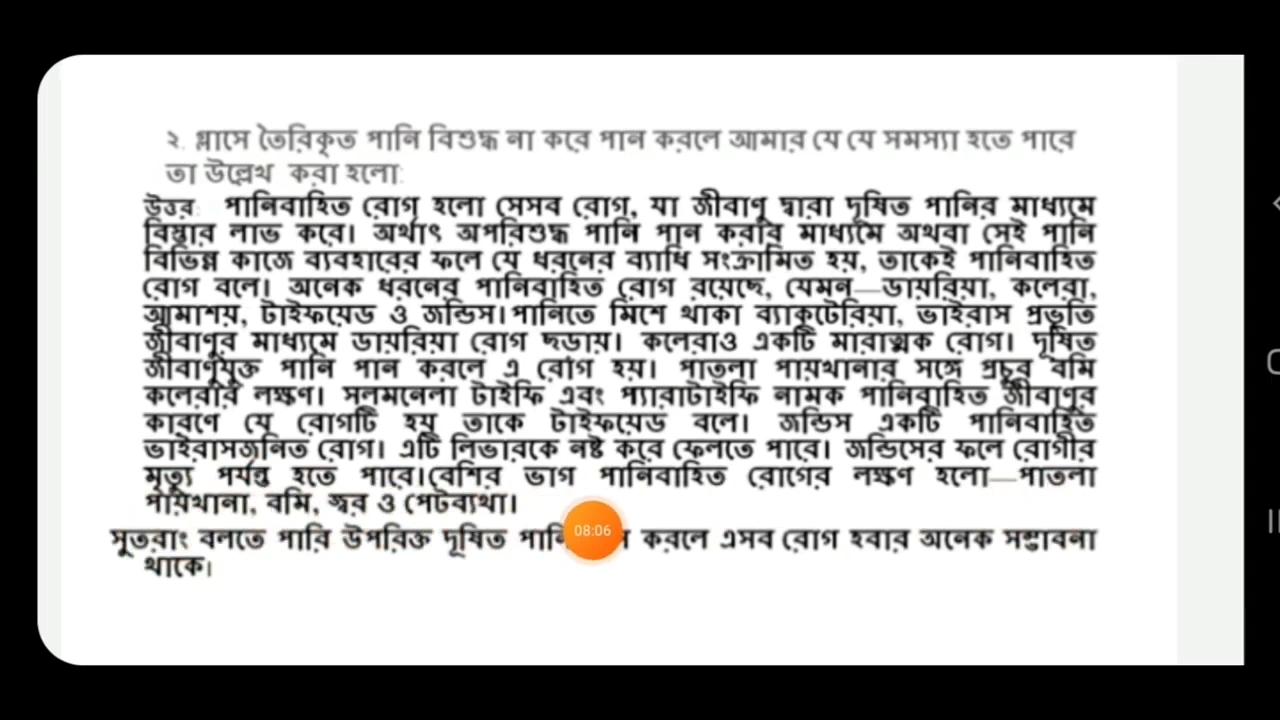 ২. গ্লাসে তৈরিকৃত পানি বিশুদ্ধ না করে পান করলে আমার যে যে সমস্যা হতে পারে
তা উল্লেখ করা হলো:
উত্তর: পানিবাহিত রোগ হলো সেসব রোগ, যা জীবাণু দ্বারা দূষিত পানির মাধ্যমে
বিস্তার লাভ করে। অর্থাৎ অপরিশুদ্ধ পানি পান করার মাধ্যমে অথবা সেই পানি
বিভিন্ন কাজে ব্যবহারের ফলে যে ধরনের ব্যাধি সংক্রামিত হয়, তাকেই পানিবাহিত
রোগ বলে। অনেক ধরনের পানিবাহিত রোগ রয়েছে, যেমন—ডায়রিয়া, কলেরা,
আমাশয়, টাইফয়েড ও জন্ডিস। পানিতে মিশে থাকা ব্যাকটেরিয়া, ভাইরাস প্রভৃতি
জীবাণুর মাধ্যমে ডায়রিয়া রোগ ছড়ায়। কলেরাও একটি মারাত্মক রোগ। দূষিত
জীবাণুযুক্ত পানি পান করলে এ রোগ হয়। পাতলা পায়খানার সঙ্গে প্রচুর বমি
কলেরার লক্ষণ। সলমনেলা টাইফি এবং প্যারাটাইফি নামক পানিবাহিত জীবাণুর
কারণে যে রোগটি হয় তাকে টাইফয়েড বলে। জন্ডিস একটি পানিবাহিত
ভাইরাসজনিত রোগ। এটি লিভারকে নষ্ট করে ফেলতে পারে। জন্ডিসের ফলে রোগীর
মৃত্যু পর্যন্ত হতে পারে।বেশির ভাগ পানিবাহিত রোগের লক্ষণ হলো—পাতলা
পায়খানা, বমি, জ্বর ও পেটব্যথা।
সুতরাং বলতে পারি উপরিক্ত দূষিত করলে এসব রোগ হবার অনেক সম্ভাবনা
থাকে।
08:06